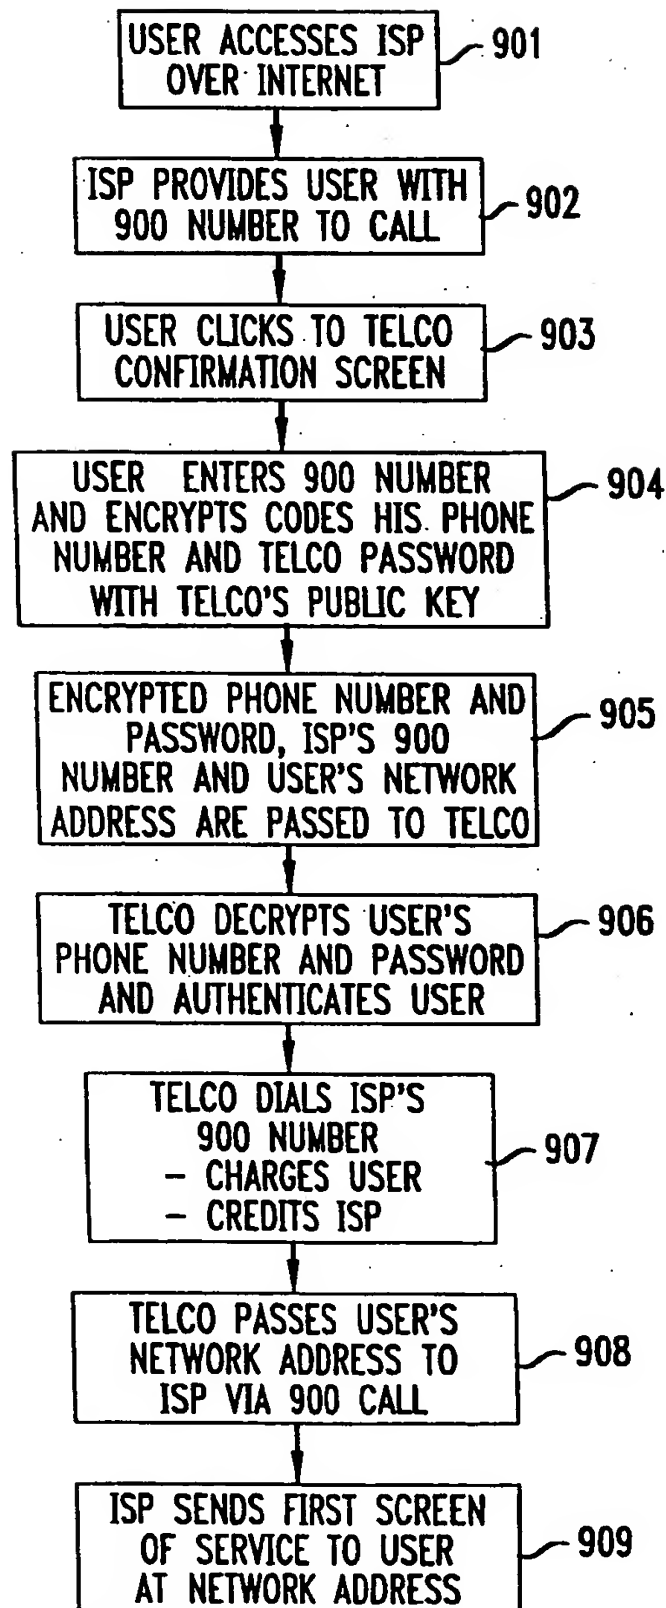 USER ACCESSES ISP
OVER INTERNET
901
ISP PROVIDES USER WITH
900 NUMBER TO CALL
902
USER CLICKS TO TELCO
CONFIRMATION SCREEN
903
USER ENTERS 900 NUMBER
AND ENCRYPTS CODES HIS PHONE
NUMBER AND TELCO PASSWORD
WITH TELCO'S PUBLIC KEY
904
ENCRYPTED PHONE NUMBER AND
PASSWORD, ISP'S 900
NUMBER AND USER'S NETWORK
ADDRESS ARE PASSED TO TELCO
905
TELCO DECRYPTS USER'S
PHONE NUMBER AND PASSWORD
AND AUTHENTICATES USER
906
TELCO DIALS ISP'S
900 NUMBER
– CHARGES USER
– CREDITS ISP
907
TELCO PASSES USER'S
NETWORK ADDRESS TO
ISP VIA 900 CALL
908
ISP SENDS FIRST SCREEN
OF SERVICE TO USER
AT NETWORK ADDRESS
909